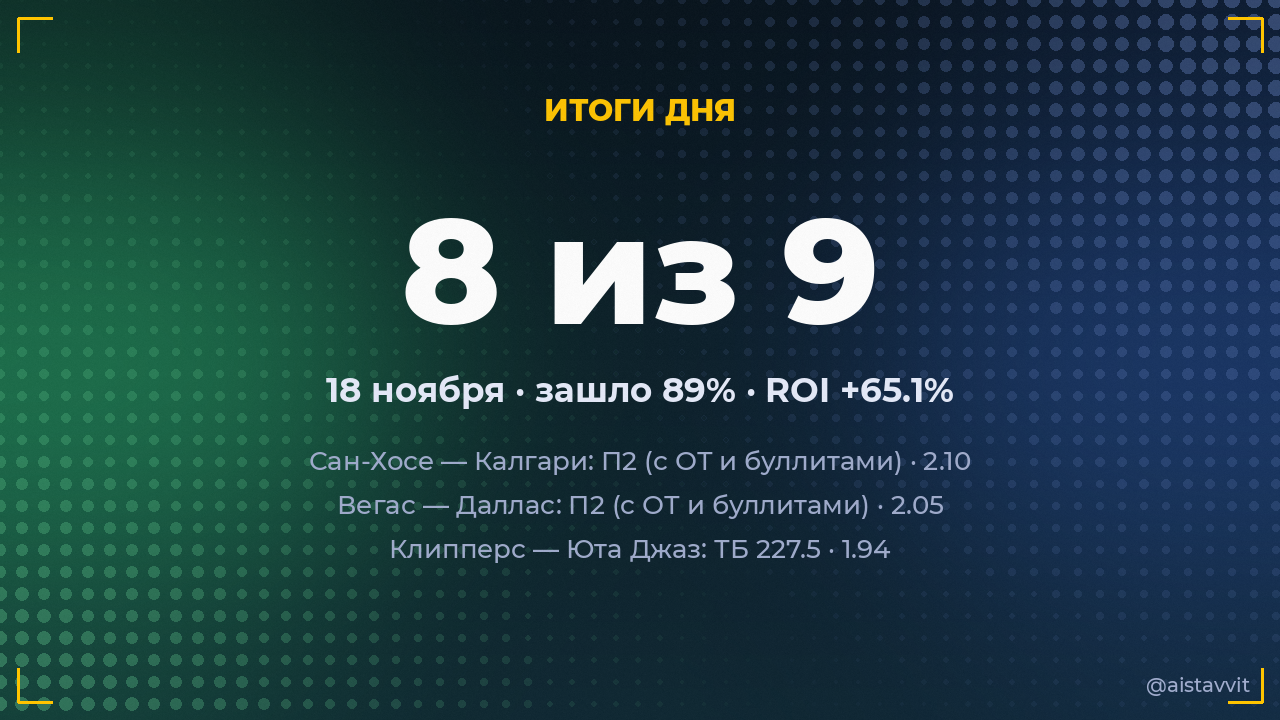 ИТОГИ ДНЯ
8 из 9
18 ноября · зашло 89% · ROI +65.1%
Сан-Хосе — Калгари: П2 (с ОТ и буллитами) · 2.10
Вегас — Даллас: П2 (с ОТ и буллитами) · 2.05
Клипперс — Юта Джаз: ТБ 227.5 · 1.94
@aistavvit